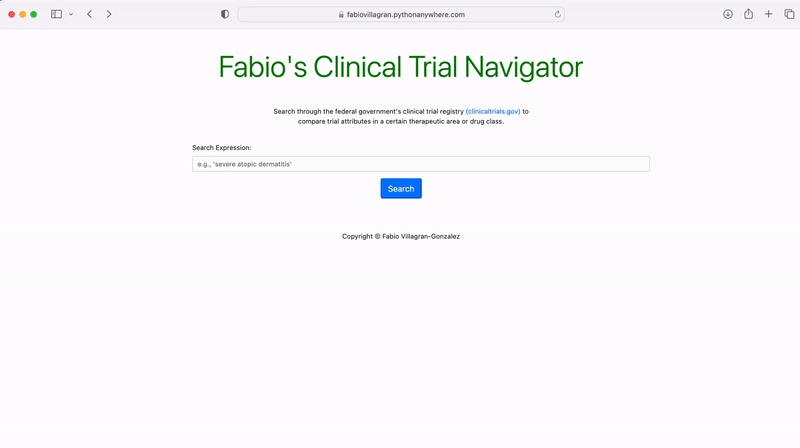 fabiovillagran.pythonanywhere.com
Fabio's Clinical Trial Navigator
Search through the federal government's clinical trial registry (clinicaltrials.gov) to
compare trial attributes in a certain therapeutic area or drug class.
Search Expression:
e.g., 'severe atopic dermatitis'
Search
Copyright © Fabio Villagran-Gonzalez